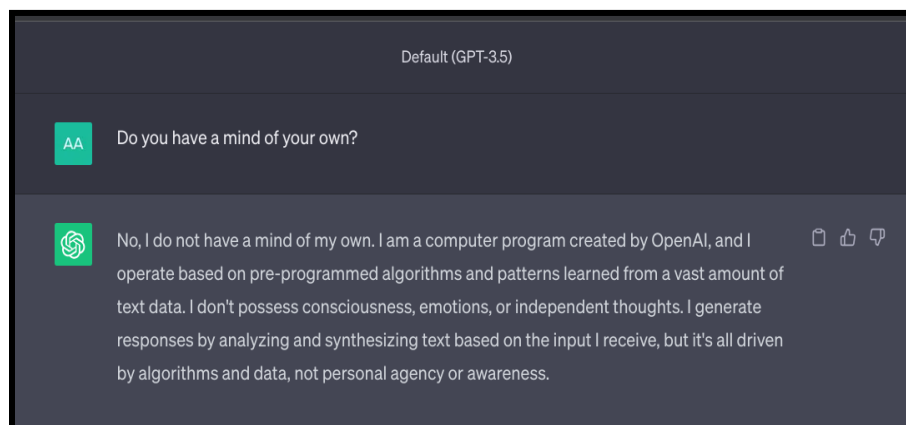 Default (GPT-3.5)
AA
Do you have a mind of your own?
No, I do not have a mind of my own. I am a computer program created by OpenAI, and I
operate based on pre-programmed algorithms and patterns learned from a vast amount of
text data. I don't possess consciousness, emotions, or independent thoughts. I generate
responses by analyzing and synthesizing text based on the input I receive, but it's all driven
by algorithms and data, not personal agency or awareness.